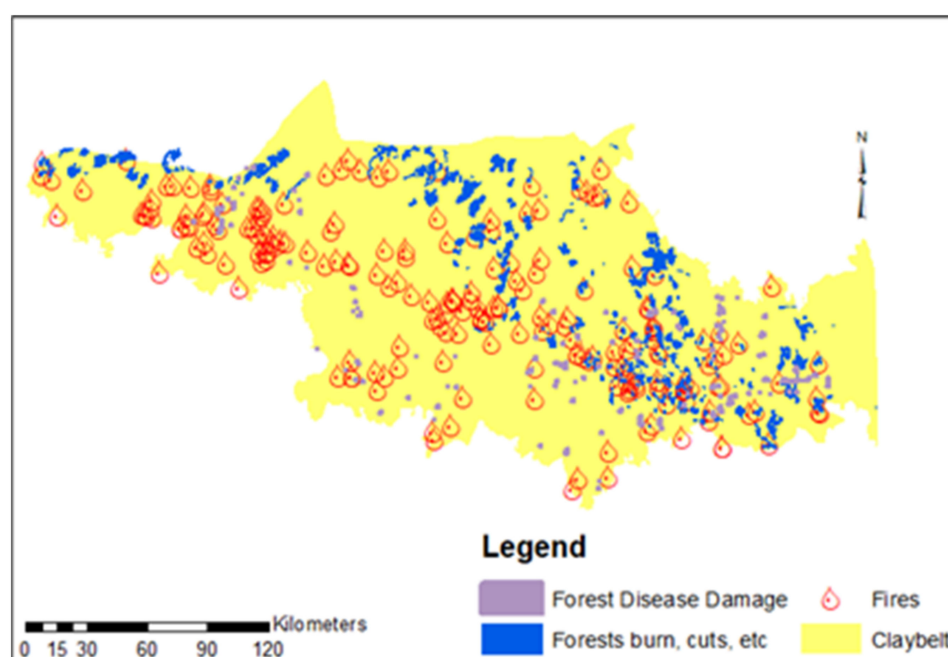 N
Legend
Forest Disease Damage Fires
Forests burn, cuts, etc Claybelt
Kilometers
0 15 30 60 90 120